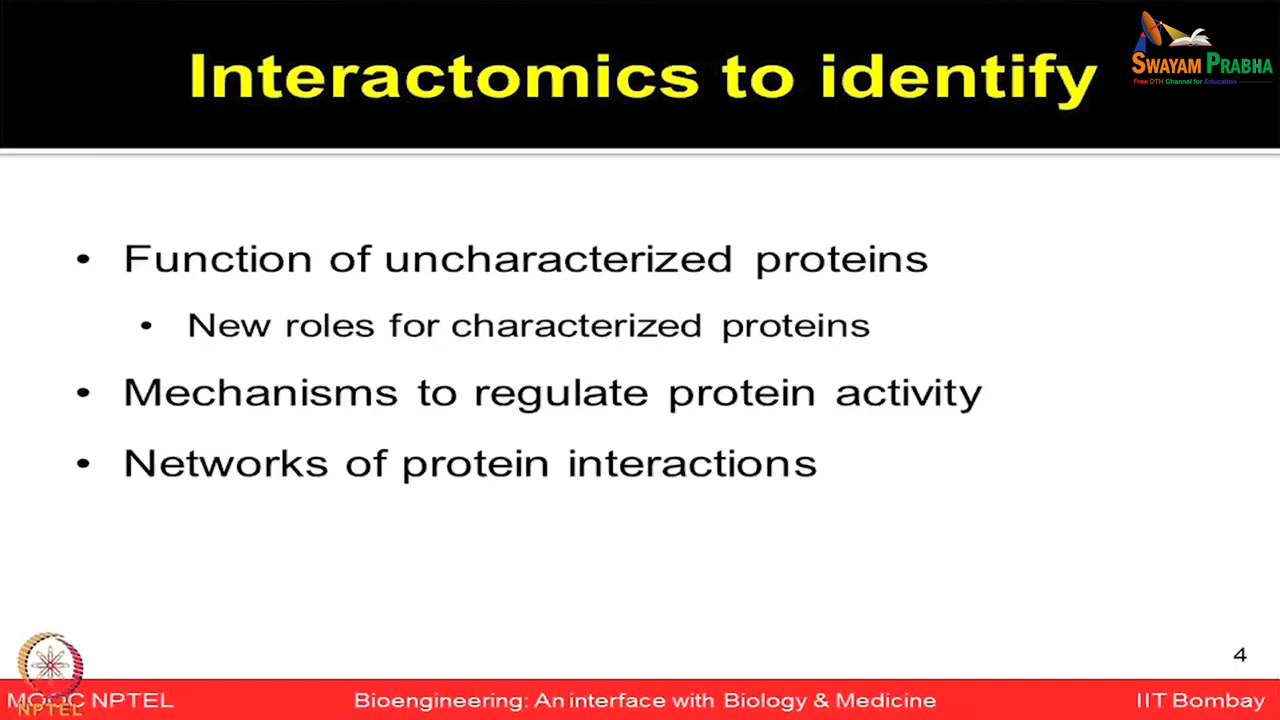 Interactomics to identify
SWAYAM PRABHA
Free DTH Channel for Education
• Function of uncharacterized proteins
• New roles for characterized proteins
• Mechanisms to regulate protein activity
• Networks of protein interactions
4
MOOC NPTEL Bioengineering: An interface with Biology & Medicine IIT Bombay
NPTEL